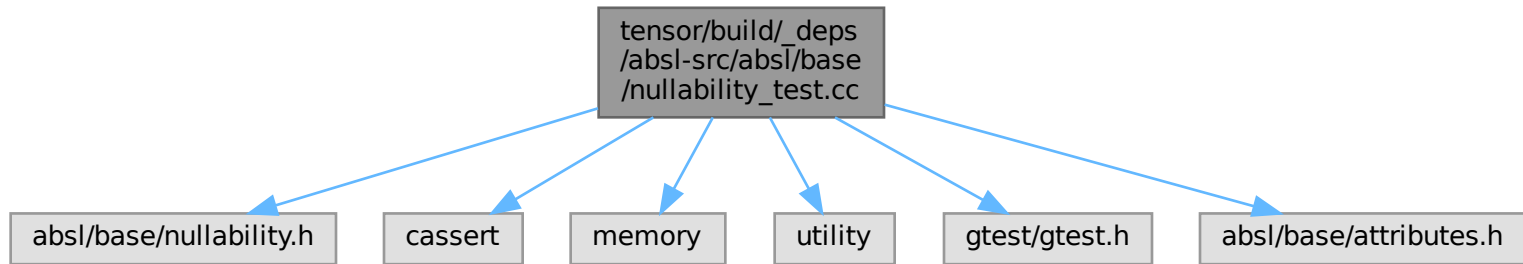 tensor/build/_deps
/absl-src/absl/base
/nullability_test.cc
absl/base/nullability.h
cassert
memory
utility
gtest/gtest.h
absl/base/attributes.h